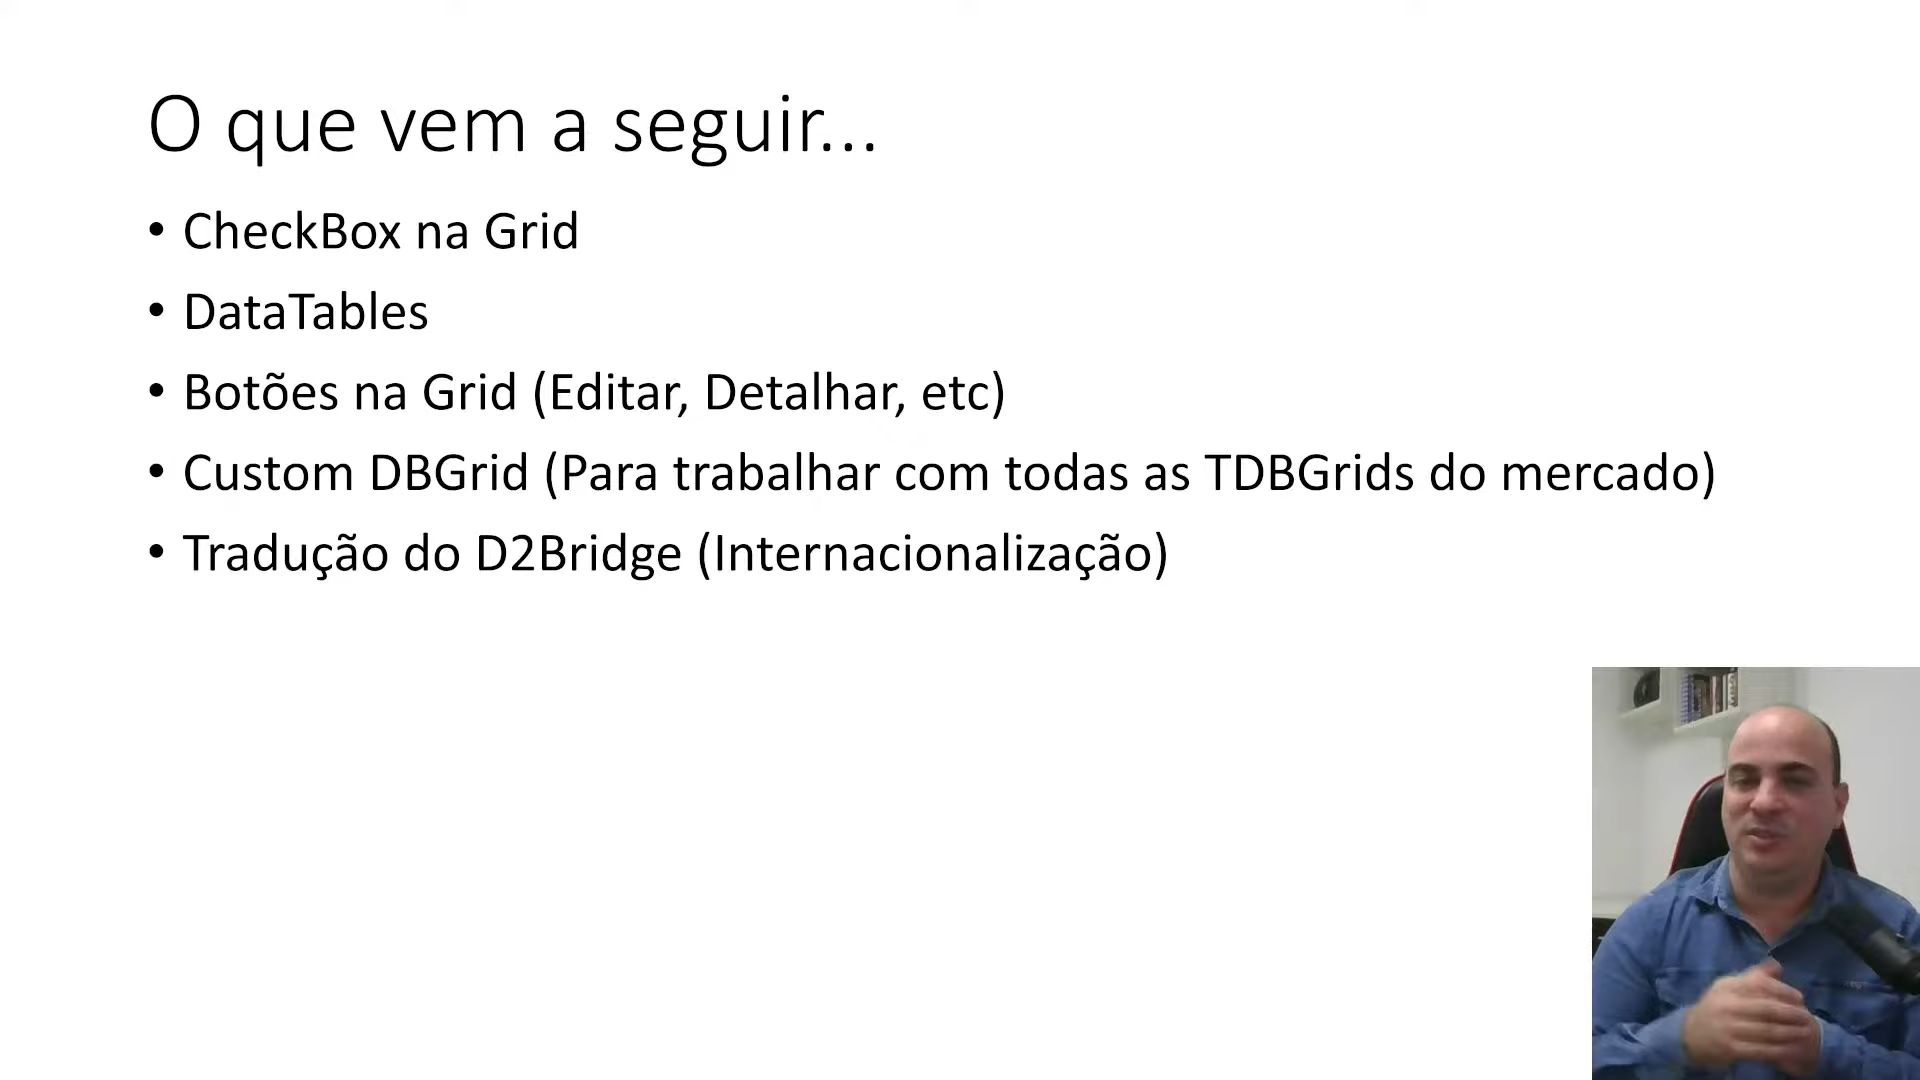 O que vem a seguir...
• CheckBox na Grid
• DataTables
• Botões na Grid (Editar, Detalhar, etc)
• Custom DBGrid (Para trabalhar com todas as TDBGrids do mercado)
• Tradução do D2Bridge (Internacionalização)